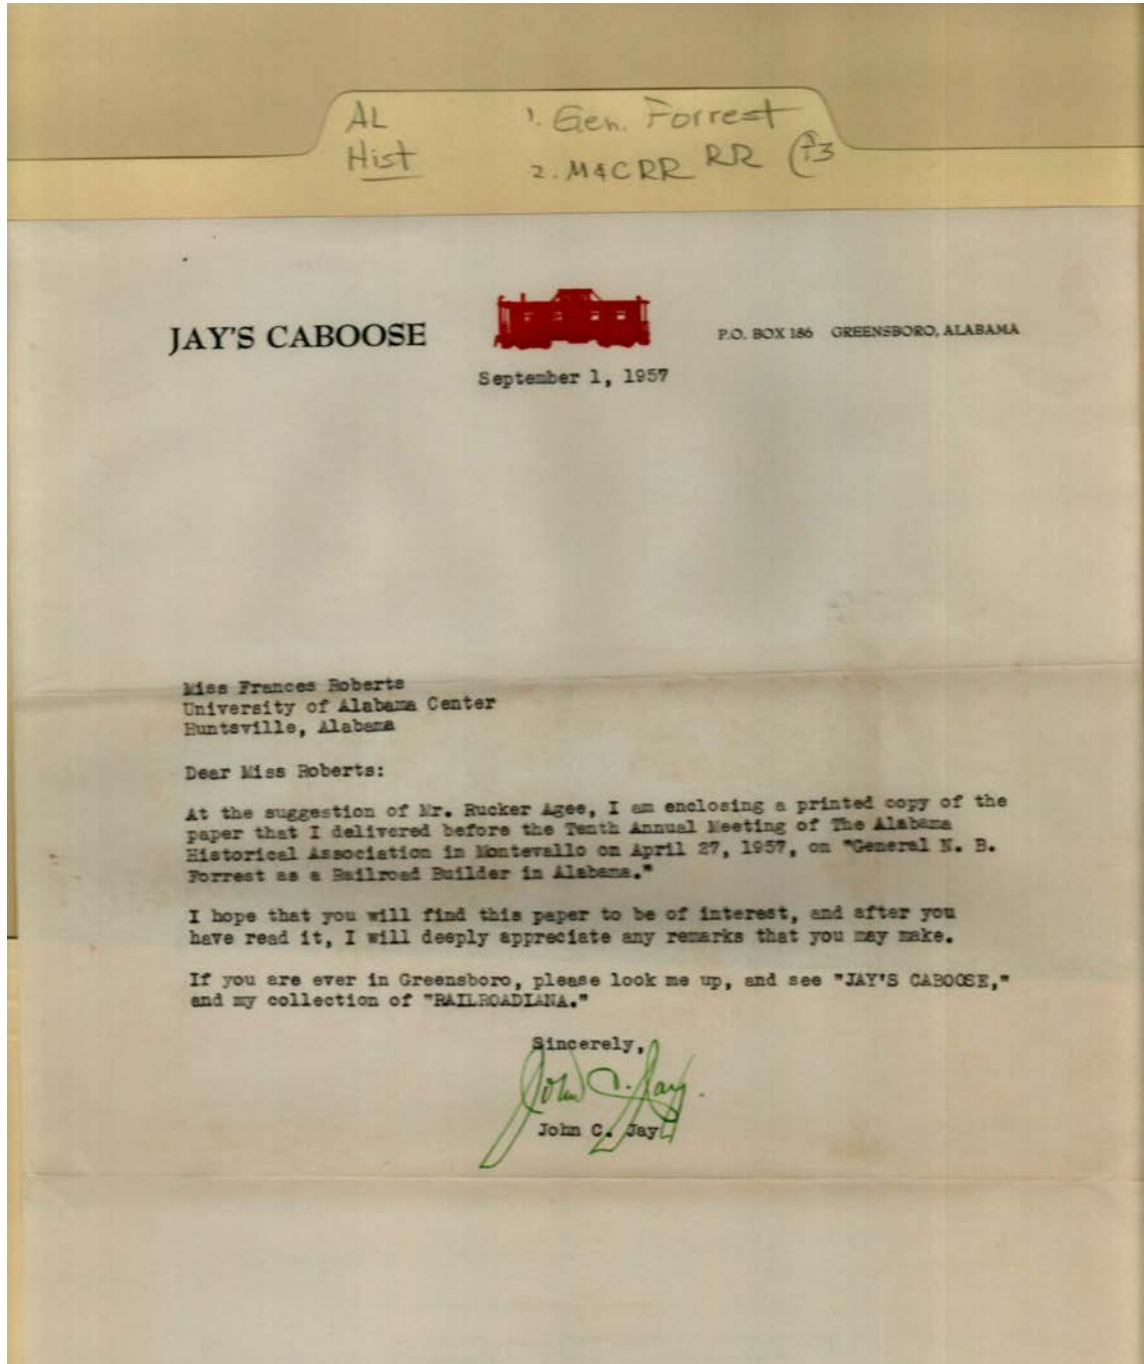 AL
Hist
1. Gen. Forrest
2. M&CRR RR
JAY'S CABOOSE
P.O. BOX 186 GREENSBORO, ALABAMA
September 1, 1957
Miss Frances Roberts
University of Alabama Center
Huntsville, Alabama
Dear Miss Roberts:
At the suggestion of Mr. Rucker Agee, I am enclosing a printed copy of the
paper that I delivered before the Tenth Annual Meeting of The Alabama
Historical Association in Montevallo on April 27, 1957, on "General N. B.
Forrest as a Railroad Builder in Alabama."
I hope that you will find this paper to be of interest, and after you
have read it, I will deeply appreciate any remarks that you may make.
If you are ever in Greensboro, please look me up, and see "JAY'S CABOOSE,"
and my collection of "RAILROADIANA."
Sincerely,
John C. Jay.
John C. Jay